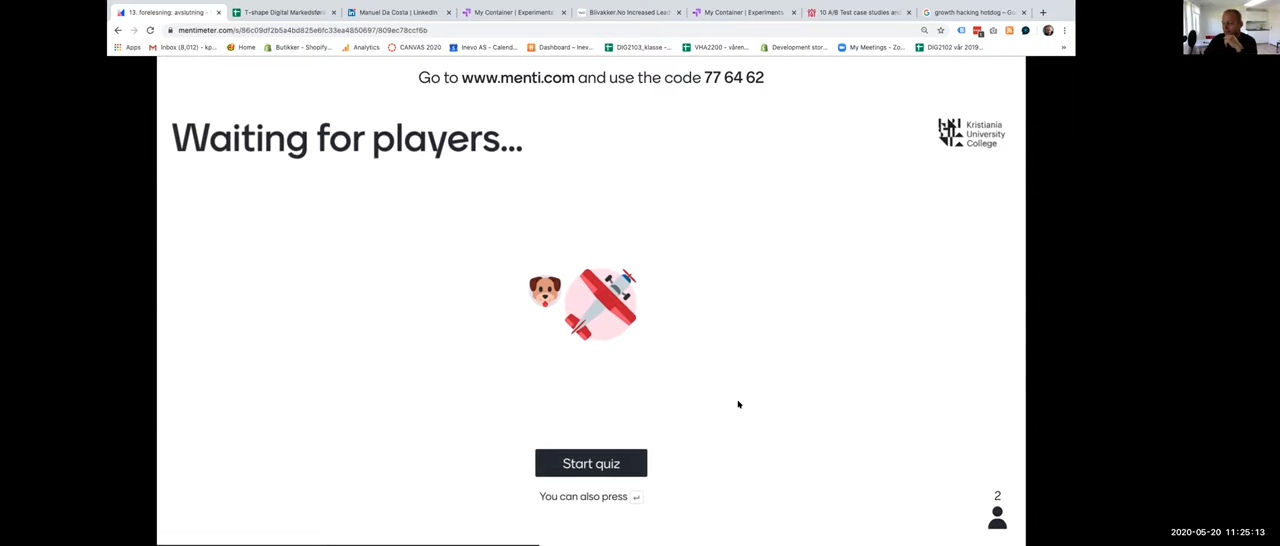 13. forelesning: avslutning -
T-shape Digital Markedsføri
Manuel Da Costa | LinkedIn
My Container | Experiments
Blivakker.No Increased Lead
My Container | Experiments
10 A/B Test case studies and
growth hacking hotdog – Go
mentimeter.com/s/86c09df2b5a4bd825e6fc33ea4850697/809ec78ccf6b
Apps
Inbox (8,012) - kp...
Home
Butikker - Shopify...
Analytics
CANVAS 2020
Inevo AS - Calend...
Dashboard – Inev...
DIG2103_klasse -...
VHA2200 - våren...
Development stor...
My Meetings - Zo...
DIG2102 vår 2019...
»
Go to www.menti.com and use the code 77 64 62
Waiting for players...
Kristiania
University
College
Start quiz
You can also press ↵
2
2020-05-20 11:25:13